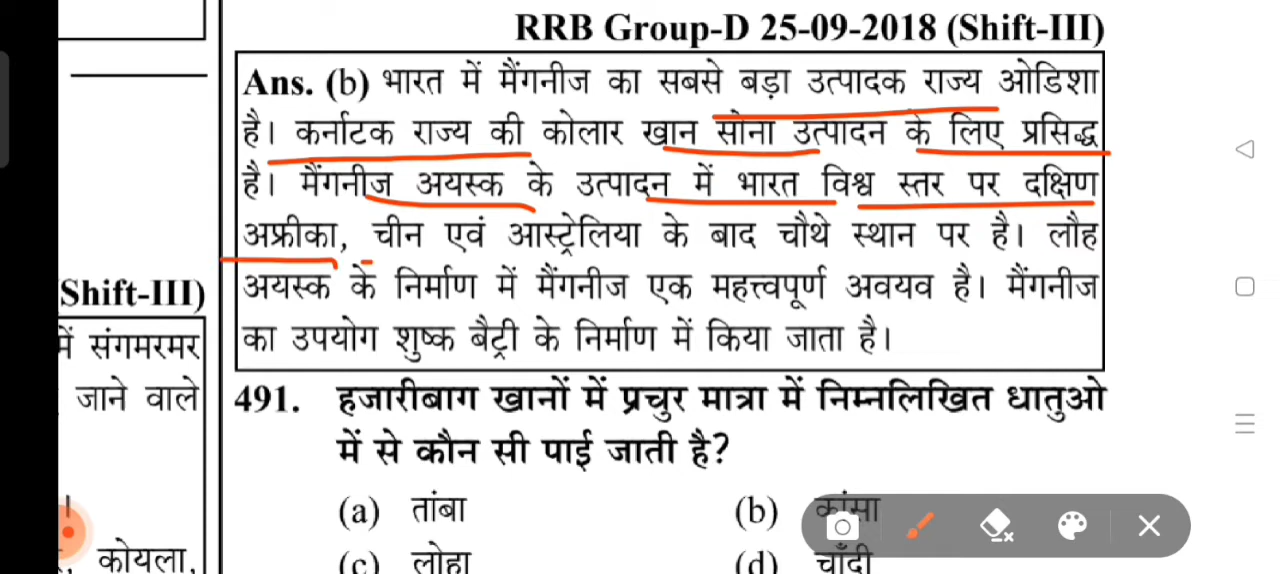 RRB Group-D 25-09-2018 (Shift-III)
Ans. (b) भारत में मैंगनीज का सबसे बड़ा उत्पादक राज्य ओडिशा
है। कर्नाटक राज्य की कोलार खान सोना उत्पादन के लिए प्रसिद्ध
है। मैंगनीज अयस्क के उत्पादन में भारत विश्व स्तर पर दक्षिण
अफ्रीका, चीन एवं आस्ट्रेलिया के बाद चौथे स्थान पर है। लौह
अयस्क के निर्माण में मैंगनीज एक महत्त्वपूर्ण अवयव है। मैंगनीज
का उपयोग शुष्क बैट्री के निर्माण में किया जाता है।
Shift-III)
में संगमरमर
जाने वाले
कोयला,
491. हजारीबाग खानों में प्रचुर मात्रा में निम्नलिखित धातुओ
में से कौन सी पाई जाती है?
(a) तांबा (b) कांसा
(c) लोहा (d) चाँदी